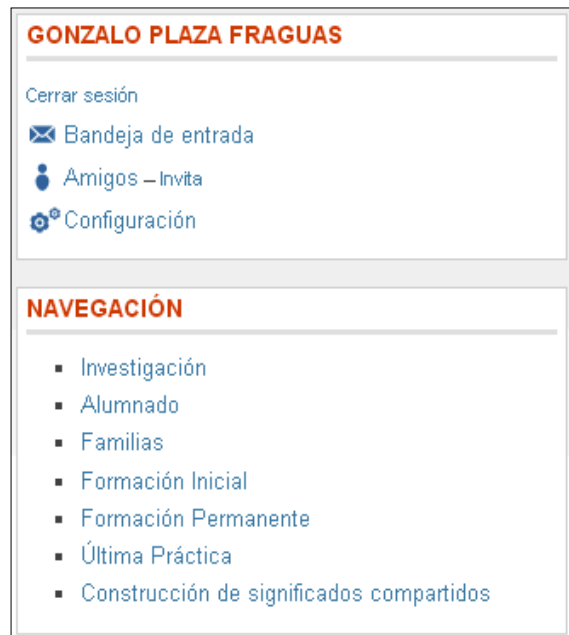 GONZALO PLAZA FRAGUAS
Cerrar sesión
Bandeja de entrada
Amigos – Invita
Configuración
NAVEGACIÓN
Investigación
Alumnado
Familias
Formación Inicial
Formación Permanente
Última Práctica
Construcción de significados compartidos